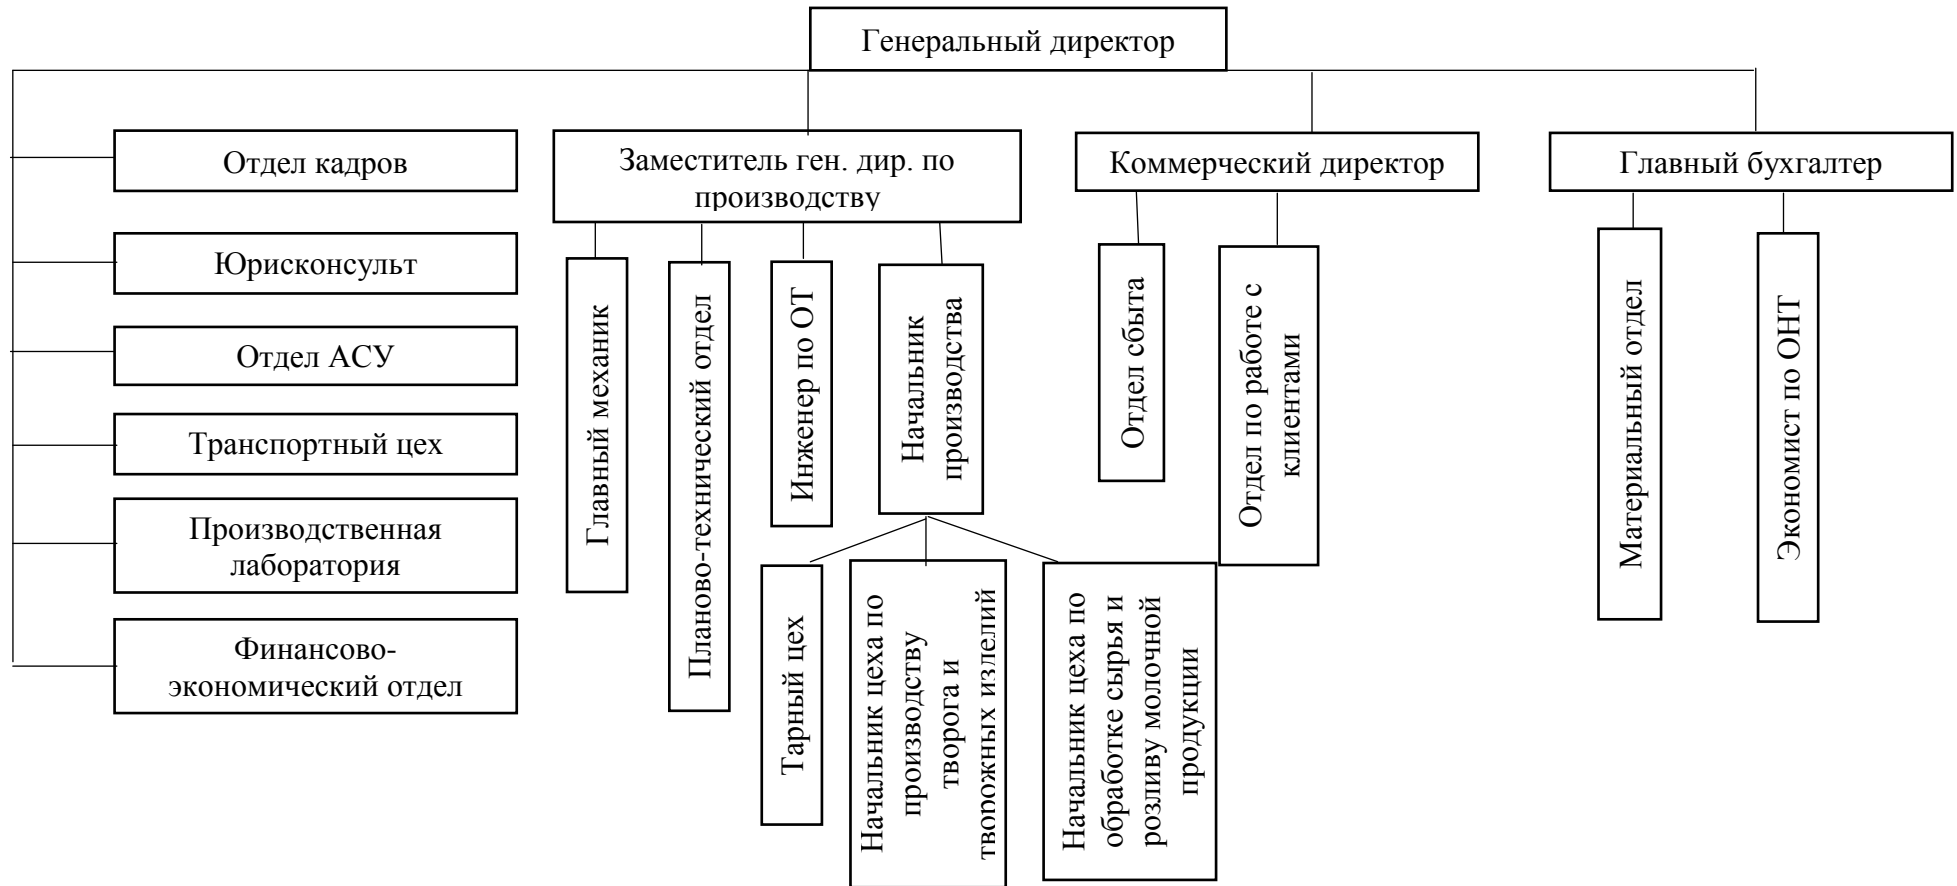 Генеральный директор
Отдел кадров
Юрисконсульт
Отдел АСУ
Транспортный цех
Производственная
лаборатория
Финансово-
экономический отдел
Заместитель ген. дир. по
производству
Коммерческий директор
Главный бухгалтер
Главный механик
Планово-технический отдел
Инженер по ОТ
Начальник
производства
Отдел сбыта
Отдел по работе с
клиентами
Материальный отдел
Экономист по ОНТ
Тарный цех
Начальник цеха по
производству
творога и
творожных изделий
Начальник цеха по
обработке сырья и
розливу молочной
продукции